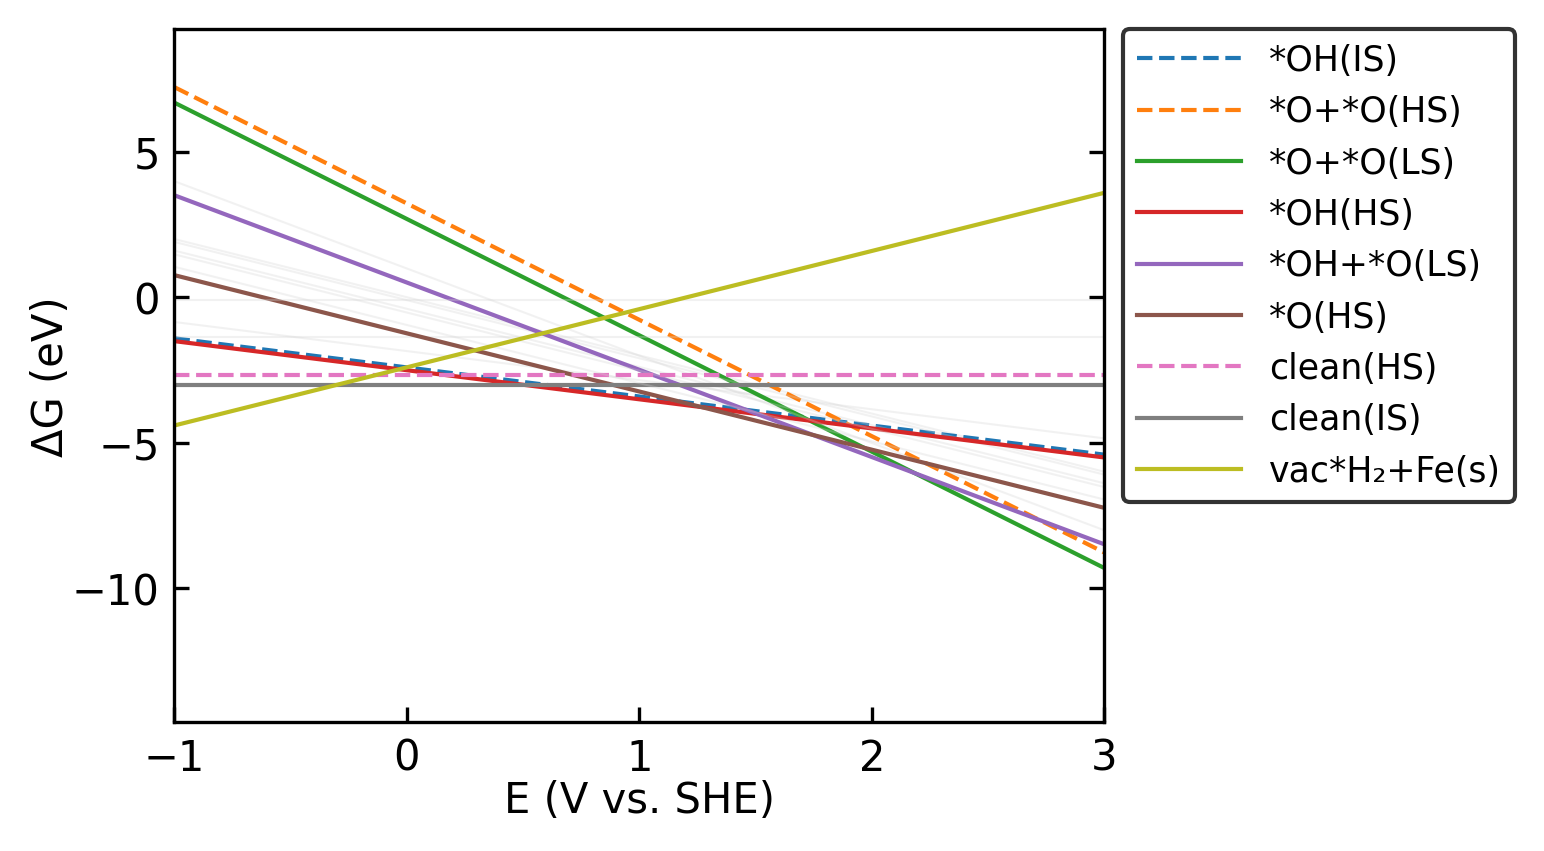 5
0
−5
−10
ΔG (eV)
−1
0
1
2
3
E (V vs. SHE)
*OH(IS)
*O+*O(HS)
*O+*O(LS)
*OH(HS)
*OH+*O(LS)
*O(HS)
clean(HS)
clean(IS)
vac*H₂+Fe(s)